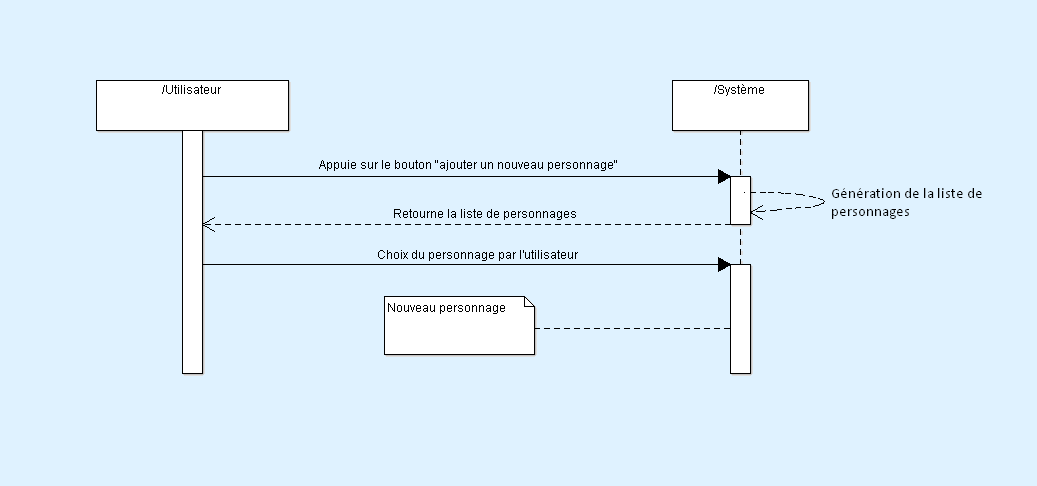 /Utilisateur
/Système
Appuie sur le bouton "ajouter un nouveau personnage"
Génération de la liste de
personnages
Retourne la liste de personnages
Choix du personnage par l'utilisateur
Nouveau personnage